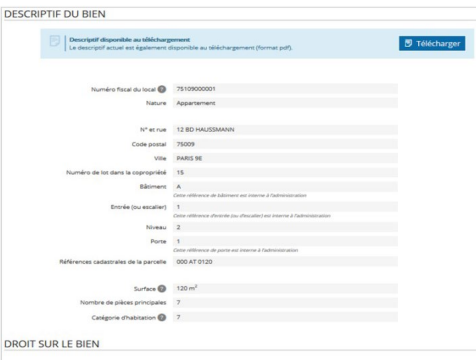 DESCRIPTIF DU BIEN
Descriptif disponible au téléchargement
Le descriptif actuel est également disponible au téléchargement (format pdf).
Télécharger
Numéro fiscal du local ? 75109000001
Nature Appartement
N° et rue 12 BD HAUSSMANN
Code postal 75009
Ville PARIS 9E
Numéro de lot dans la copropriété 15
Bâtiment A
Cette référence de bâtiment est interne à l'administration
Entrée (ou escalier) 1
Cette référence d'entrée (ou d'escalier) est interne à l'administration
Niveau 2
Porte 1
Cette référence de porte est interne à l'administration
Références cadastrales de la parcelle 000 AT 0120
Surface ? 120 m²
Nombre de pièces principales 7
Catégorie d'habitation ? 7
DROIT SUR LE BIEN